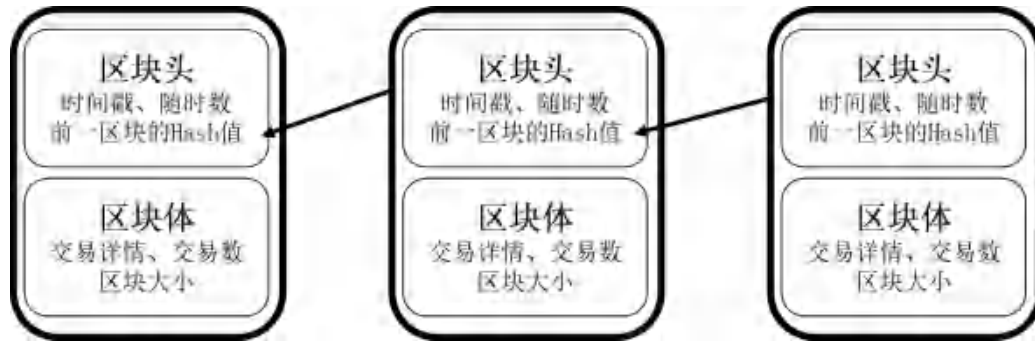 区块头
时间戳、随时数
前一区块的Hash值
区块体
交易详情、交易数
区块大小
区块头
时间戳、随时数
前一区块的Hash值
区块体
交易详情、交易数
区块大小
区块头
时间戳、随时数
前一区块的Hash值
区块体
交易详情、交易数
区块大小